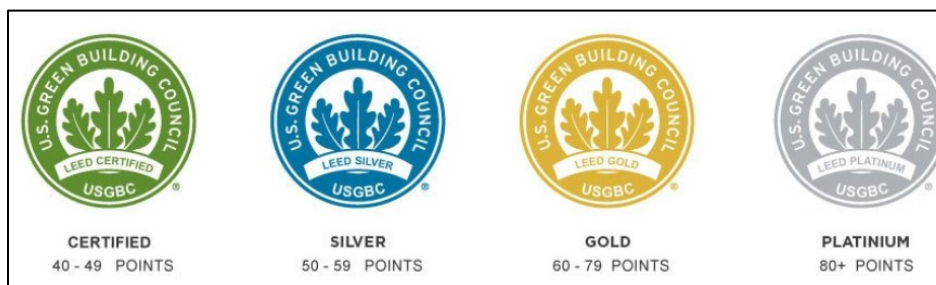 U.S. GREEN BUILDING COUNCIL
LEED CERTIFIED
USGBC
®
CERTIFIED
40 - 49 POINTS
U.S. GREEN BUILDING COUNCIL
LEED SILVER
USGBC
®
SILVER
50 - 59 POINTS
U.S. GREEN BUILDING COUNCIL
LEED GOLD
USGBC
®
GOLD
60 - 79 POINTS
U.S. GREEN BUILDING COUNCIL
LEED PLATINUM
USGBC
®
PLATINIUM
80+ POINTS